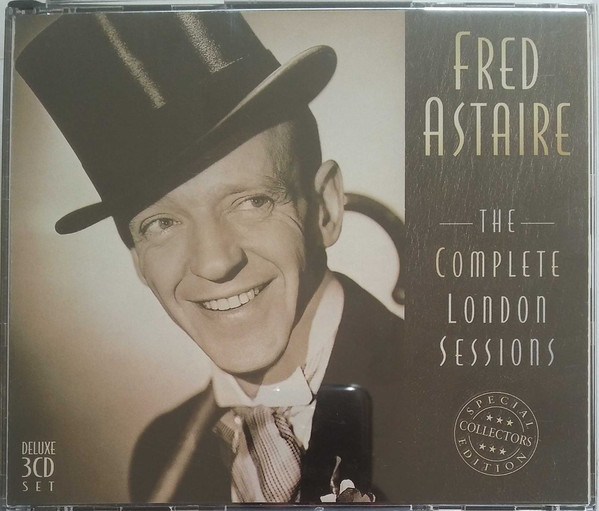 FRED
ASTAIRE
THE
COMPLETE
LONDON
SESSIONS
SPECIAL
COLLECTORS
EDITION
DELUXE
3CD
SET